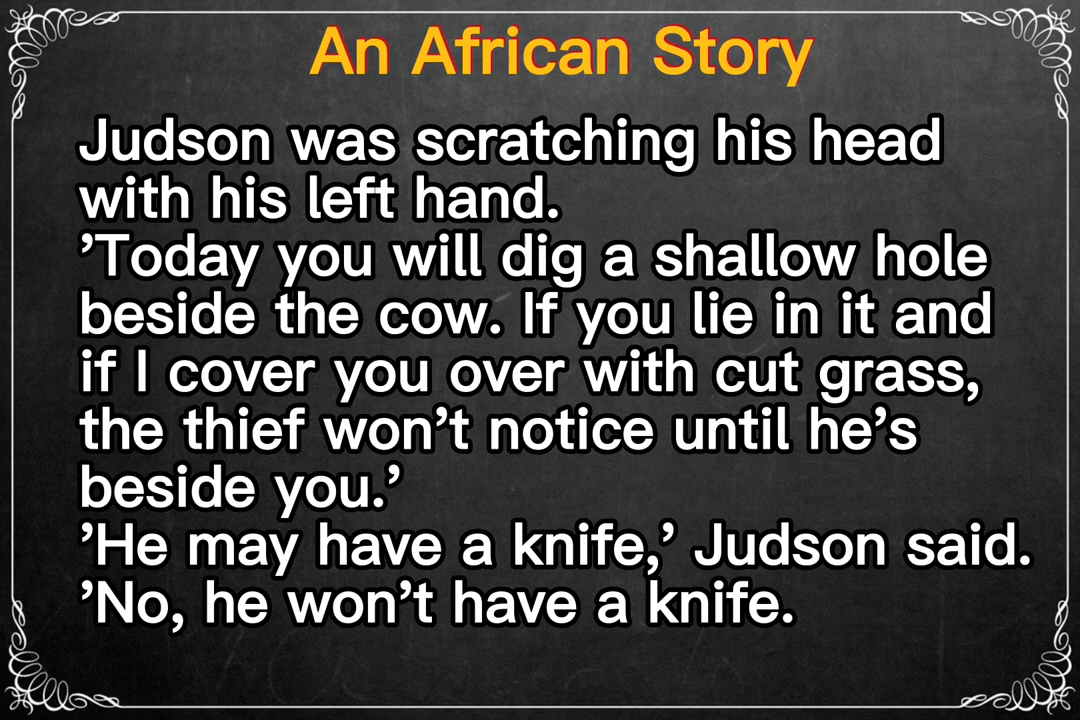 An African Story
Judson was scratching his head
with his left hand.
’Today you will dig a shallow hole
beside the cow. If you lie in it and
if I cover you over with cut grass,
the thief won’t notice until he’s
beside you.’
’He may have a knife,’ Judson said.
’No, he won’t have a knife.